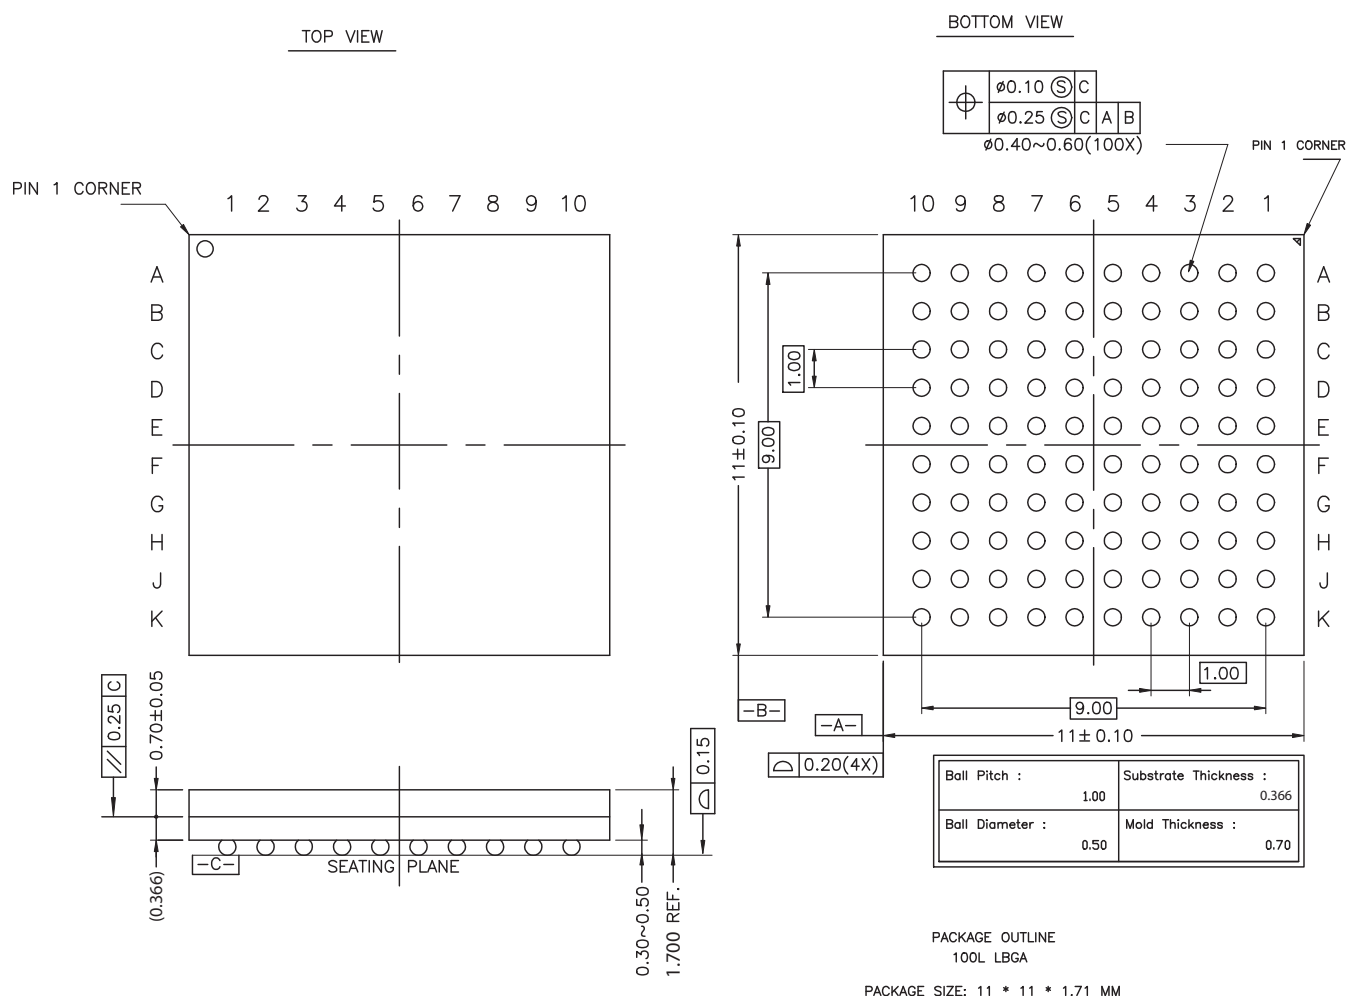 TOP VIEW
BOTTOM VIEW
⌀0.10 Ⓢ C
⌀0.25 Ⓢ C A B
⌀0.40~0.60(100X)
PIN 1 CORNER
PIN 1 CORNER
1 2 3 4 5 6 7 8 9 10
10 9 8 7 6 5 4 3 2 1
A
B
C
D
E
F
G
H
J
K
A
B
C
D
E
F
G
H
J
K
1.00
9.00
11±0.10
1.00
9.00
11±0.10
-B-
-A-
0.20(4X)
// 0.25 C
0.70±0.05
(0.366)
0.15
-C-
SEATING PLANE
0.30~0.50
1.700 REF.
Ball Pitch :
1.00
Substrate Thickness :
0.366
Ball Diameter :
0.50
Mold Thickness :
0.70
PACKAGE OUTLINE
100L LBGA
PACKAGE SIZE: 11 * 11 * 1.71 MM